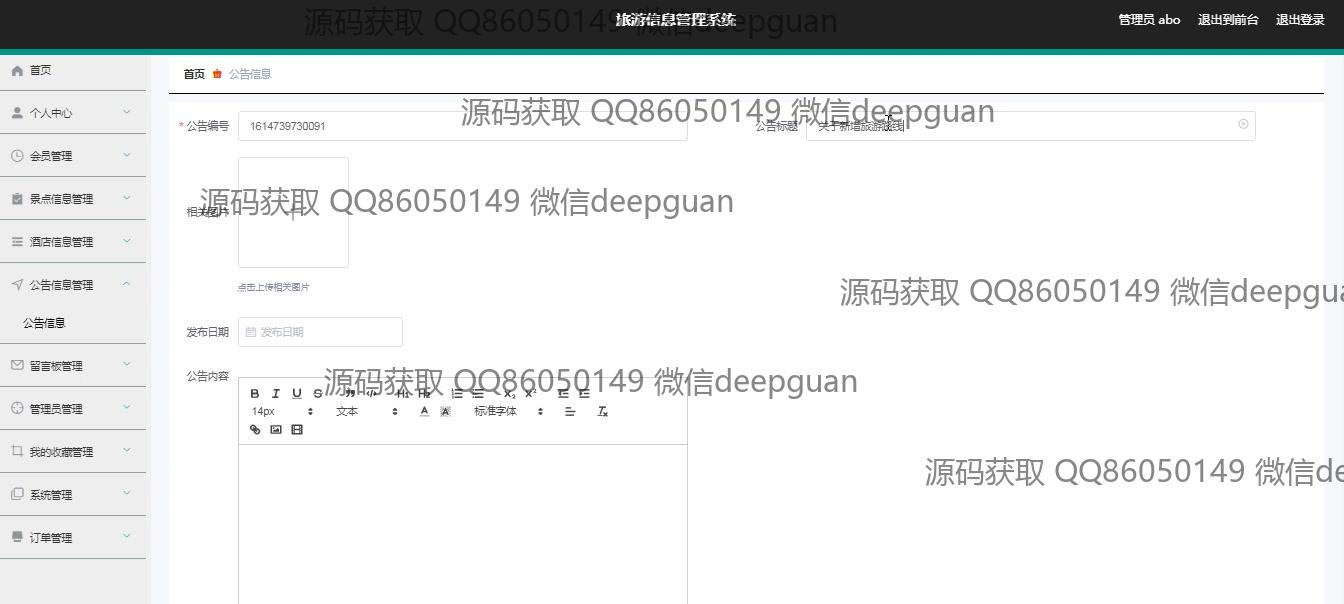 旅游信息管理系统
管理员 abo 退出到前台 退出登录
源码获取 QQ86050149 微信deepguan
首页
个人中心
会员管理
景点信息管理
酒店信息管理
公告信息管理
公告信息
留言板管理
管理员管理
我的收藏管理
系统管理
订单管理
首页 公告信息
* 公告编号 1614739730091
公告标题 关于新增旅游路线
源码获取 QQ86050149 微信deepguan
相关图片
源码获取 QQ86050149 微信deepguan
点击上传相关图片
源码获取 QQ86050149 微信deepgua
发布日期 发布日期
公告内容
源码获取 QQ86050149 微信deepguan
B I U S H1 H2 X2 X2
14px 文本 A A 标准字体 Tx
源码获取 QQ86050149 微信de